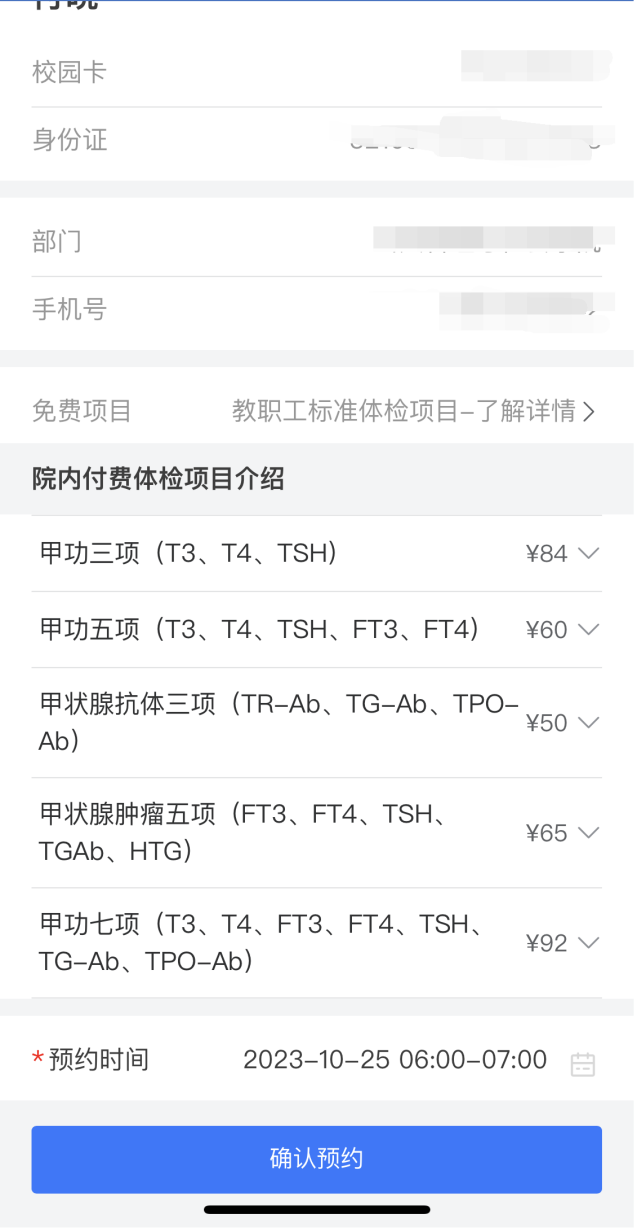 校园卡
身份证
部门
手机号
免费项目 教职工标准体检项目-了解详情
院内付费体检项目介绍
甲功三项（T3、T4、TSH） ¥84
甲功五项（T3、T4、TSH、FT3、FT4） ¥60
甲状腺抗体三项（TR-Ab、TG-Ab、TPO-
Ab） ¥50
甲状腺肿瘤五项（FT3、FT4、TSH、
TGAb、HTG） ¥65
甲功七项（T3、T4、FT3、FT4、TSH、
TG-Ab、TPO-Ab） ¥92
*预约时间 2023-10-25 06:00-07:00
确认预约